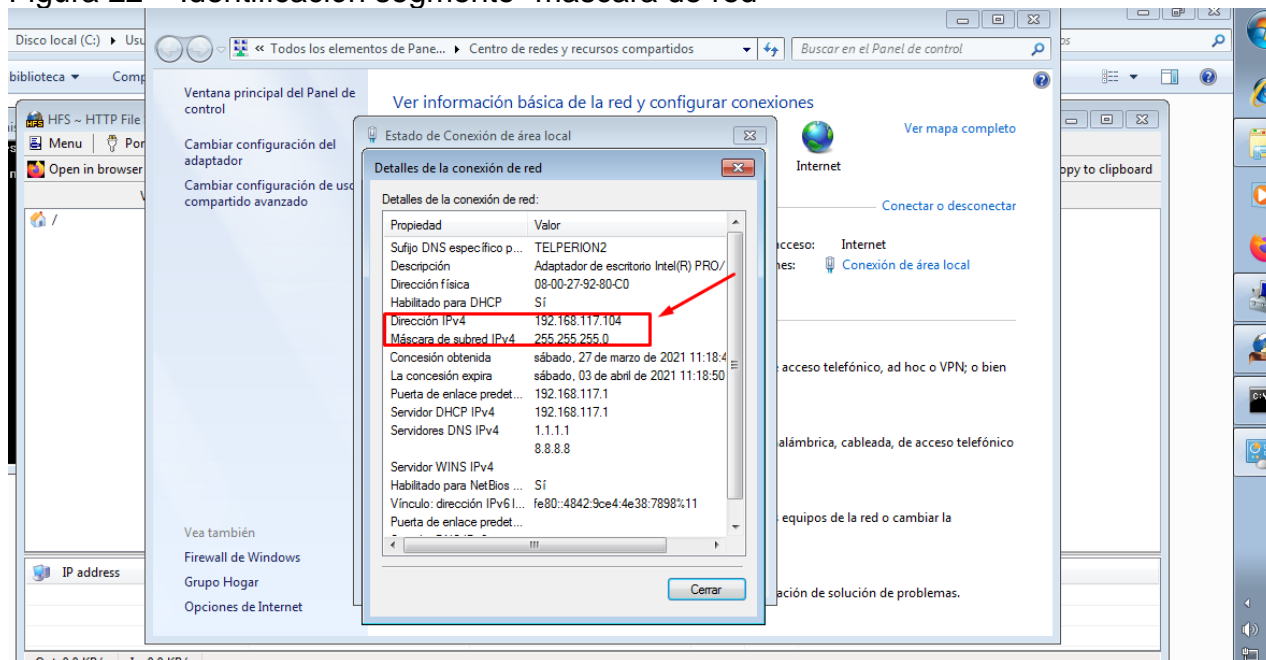 Figura 22 Identificación segmento máscara de red
Disco local (C:) ▸ Usu
« Todos los elementos de Pane... ▸ Centro de redes y recursos compartidos
Buscar en el Panel de control
biblioteca
Ventana principal del Panel de control
Cambiar configuración del adaptador
Cambiar configuración de uso compartido avanzado
Vea también
Firewall de Windows
Grupo Hogar
Opciones de Internet
HFS ~ HTTP File
Menu
Open in browser
/
IP address
Ver información básica de la red y configurar conexiones
Ver mapa completo
Internet
Conectar o desconectar
Internet
Conexión de área local
acceso telefónico, ad hoc o VPN; o bien
cableada, de acceso telefónico
equipos de la red o cambiar la
de solución de problemas.
to clipboard
Estado de Conexión de área local
Detalles de la conexión de red
Detalles de la conexión de red:
Propiedad Valor
Sufijo DNS específico p... TELPERION2
Descripción Adaptador de escritorio Intel(R) PRO/
Dirección física 08-00-27-92-80-C0
Habilitado para DHCP Sí
Dirección IPv4 192.168.117.104
Máscara de subred IPv4 255.255.255.0
Concesión obtenida sábado, 27 de marzo de 2021 11:18:4
La concesión expira sábado, 03 de abril de 2021 11:18:50
Puerta de enlace predet... 192.168.117.1
Servidor DHCP IPv4 192.168.117.1
Servidores DNS IPv4 1.1.1.1
8.8.8.8
Servidor WINS IPv4
Habilitado para NetBios ... Sí
Vínculo: dirección IPv6 l... fe80::4842:9ce4:4e38:7898%11
Puerta de enlace predet...
Cerrar